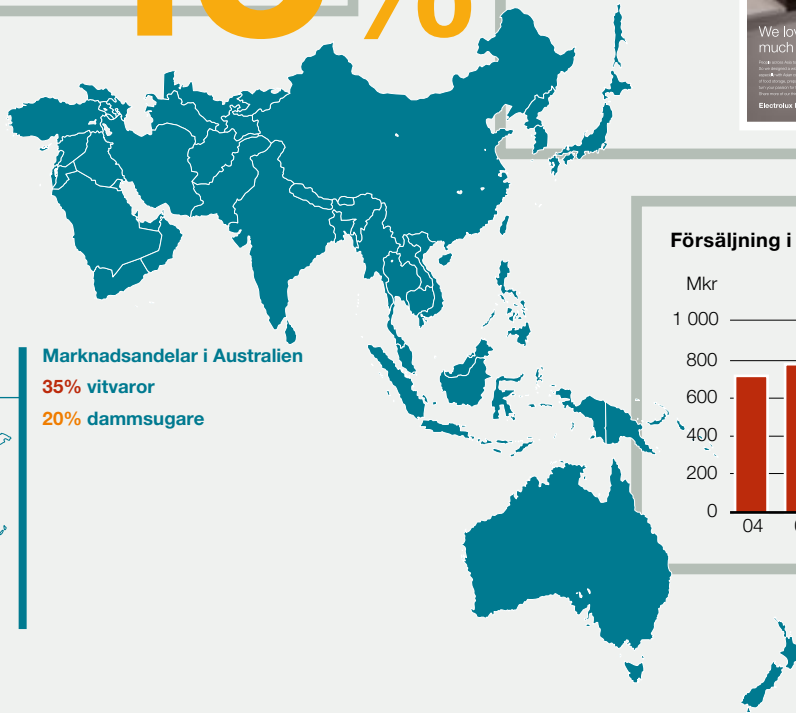 %
We lo
much
Electrolux
Försäljning i
Mkr
1 000
800
600
400
200
0
04
Marknadsandelar i Australien
35% vitvaror
20% dammsugare